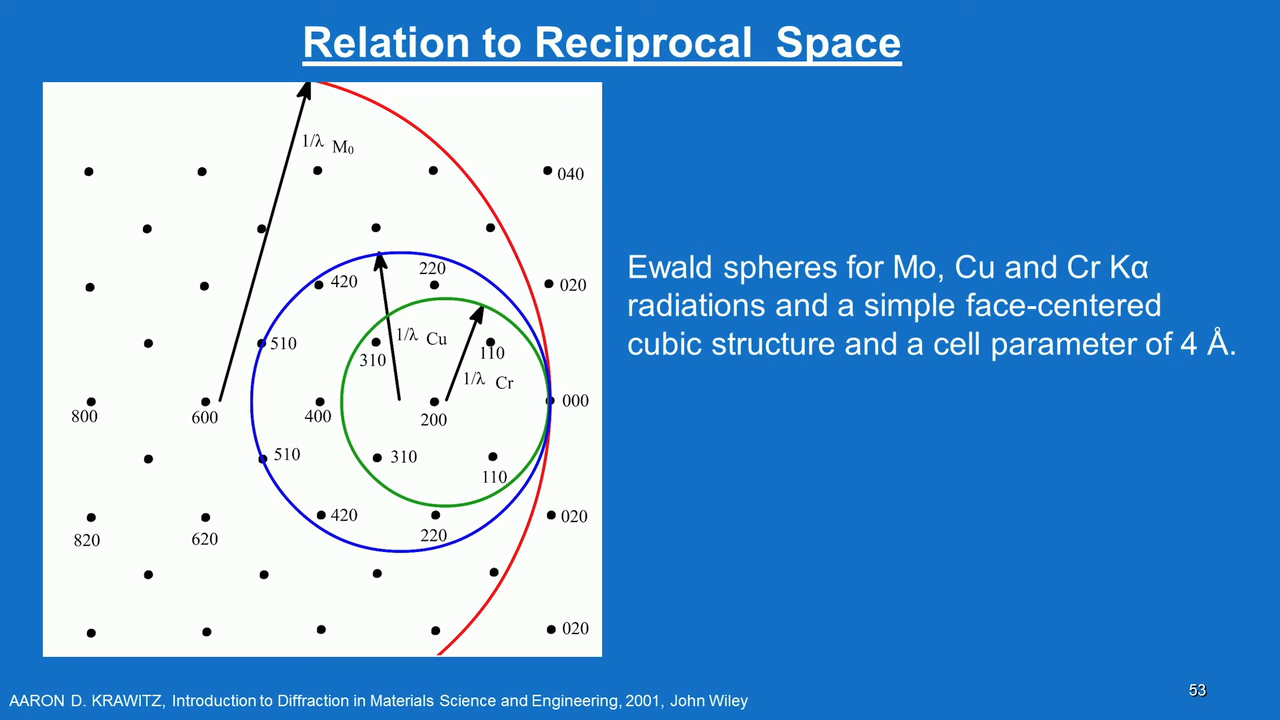 Relation to Reciprocal Space
1/λ M₀
040
420
220
020
510
310
1/λ Cu
110
1/λ Cr
800
600
400
200
000
510
310
110
820
620
420
220
020
020
Ewald spheres for Mo, Cu and Cr Kα
radiations and a simple face-centered
cubic structure and a cell parameter of 4 Å.
AARON D. KRAWITZ, Introduction to Diffraction in Materials Science and Engineering, 2001, John Wiley
53